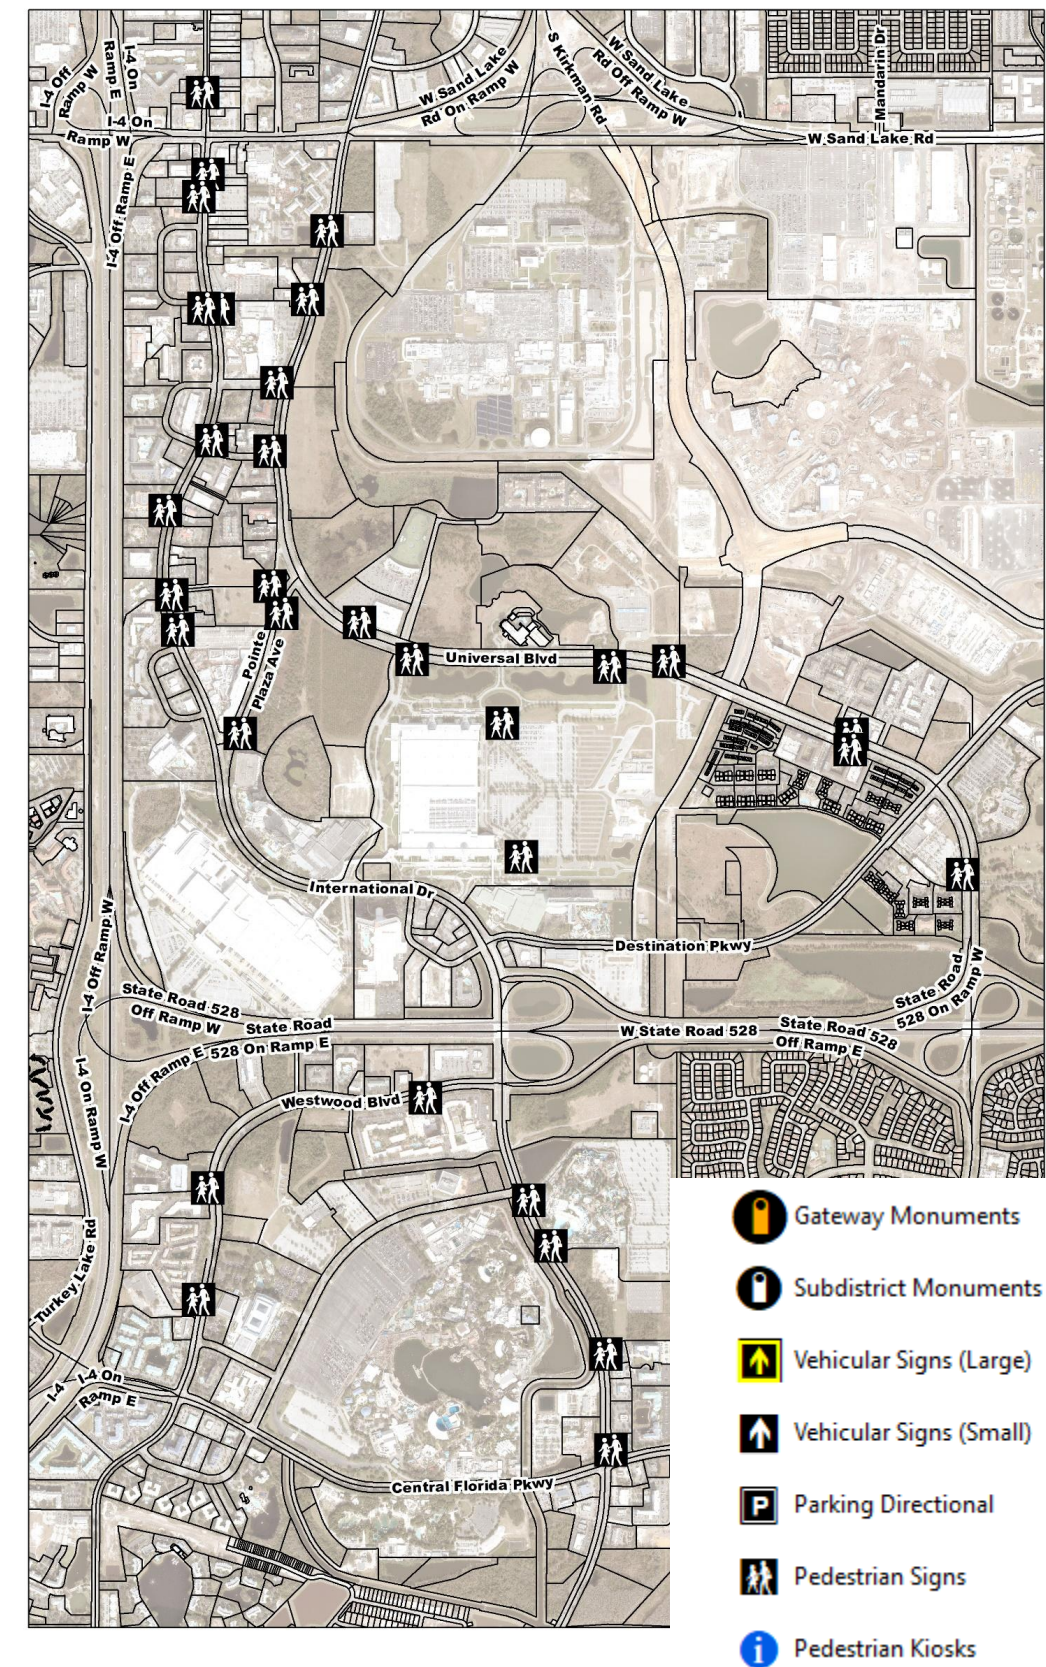 I-4 Off
Ramp W
I-4 On
Ramp E
I-4 On
Ramp W
I-4 Off Ramp E
W Sand Lake
Rd On Ramp W
S Kirkman Rd
W Sand Lake
Rd Off Ramp W
Mandarin Dr
W Sand Lake Rd
Pointe
Plaza Ave
Universal Blvd
International Dr
Destination Pkwy
I-4 Off Ramp W
State Road 528
Off Ramp W
State Road
528 On Ramp E
I-4 Off Ramp E
W State Road 528
State Road 528
Off Ramp E
State Road
528 On Ramp W
I-4 On Ramp W
Westwood Blvd
Turkey Lake Rd
I-4
I-4 On
Ramp E
Central Florida Pkwy
Gateway Monuments
Subdistrict Monuments
Vehicular Signs (Large)
Vehicular Signs (Small)
P
Parking Directional
Pedestrian Signs
i
Pedestrian Kiosks